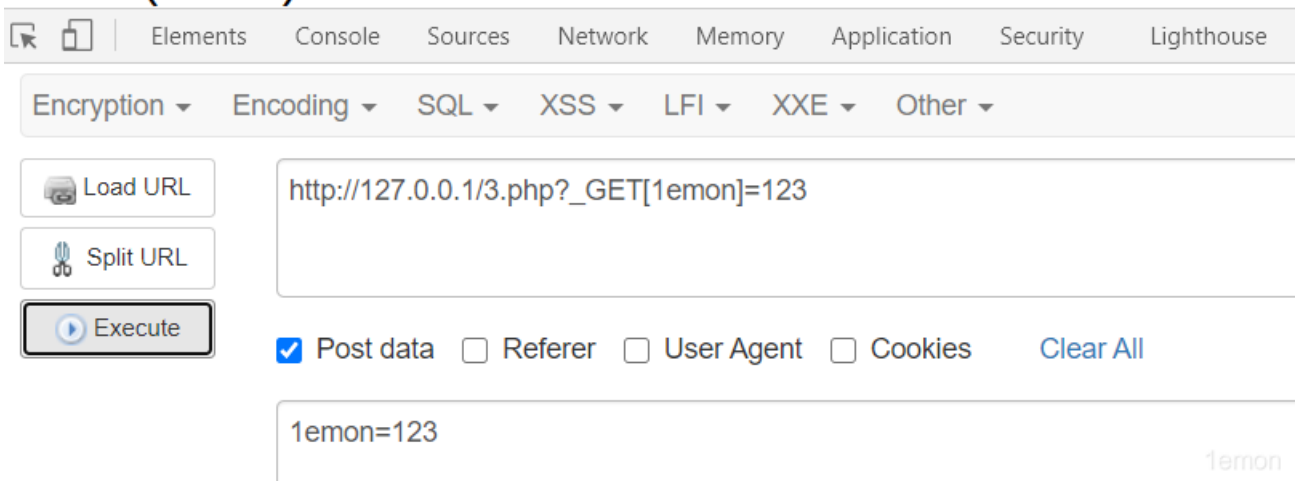 Elements Console Sources Network Memory Application Security Lighthouse
Encryption Encoding SQL XSS LFI XXE Other
Load URL
http://127.0.0.1/3.php?_GET[1emon]=123
Split URL
Execute
Post data Referer User Agent Cookies Clear All
1emon=123
1emon